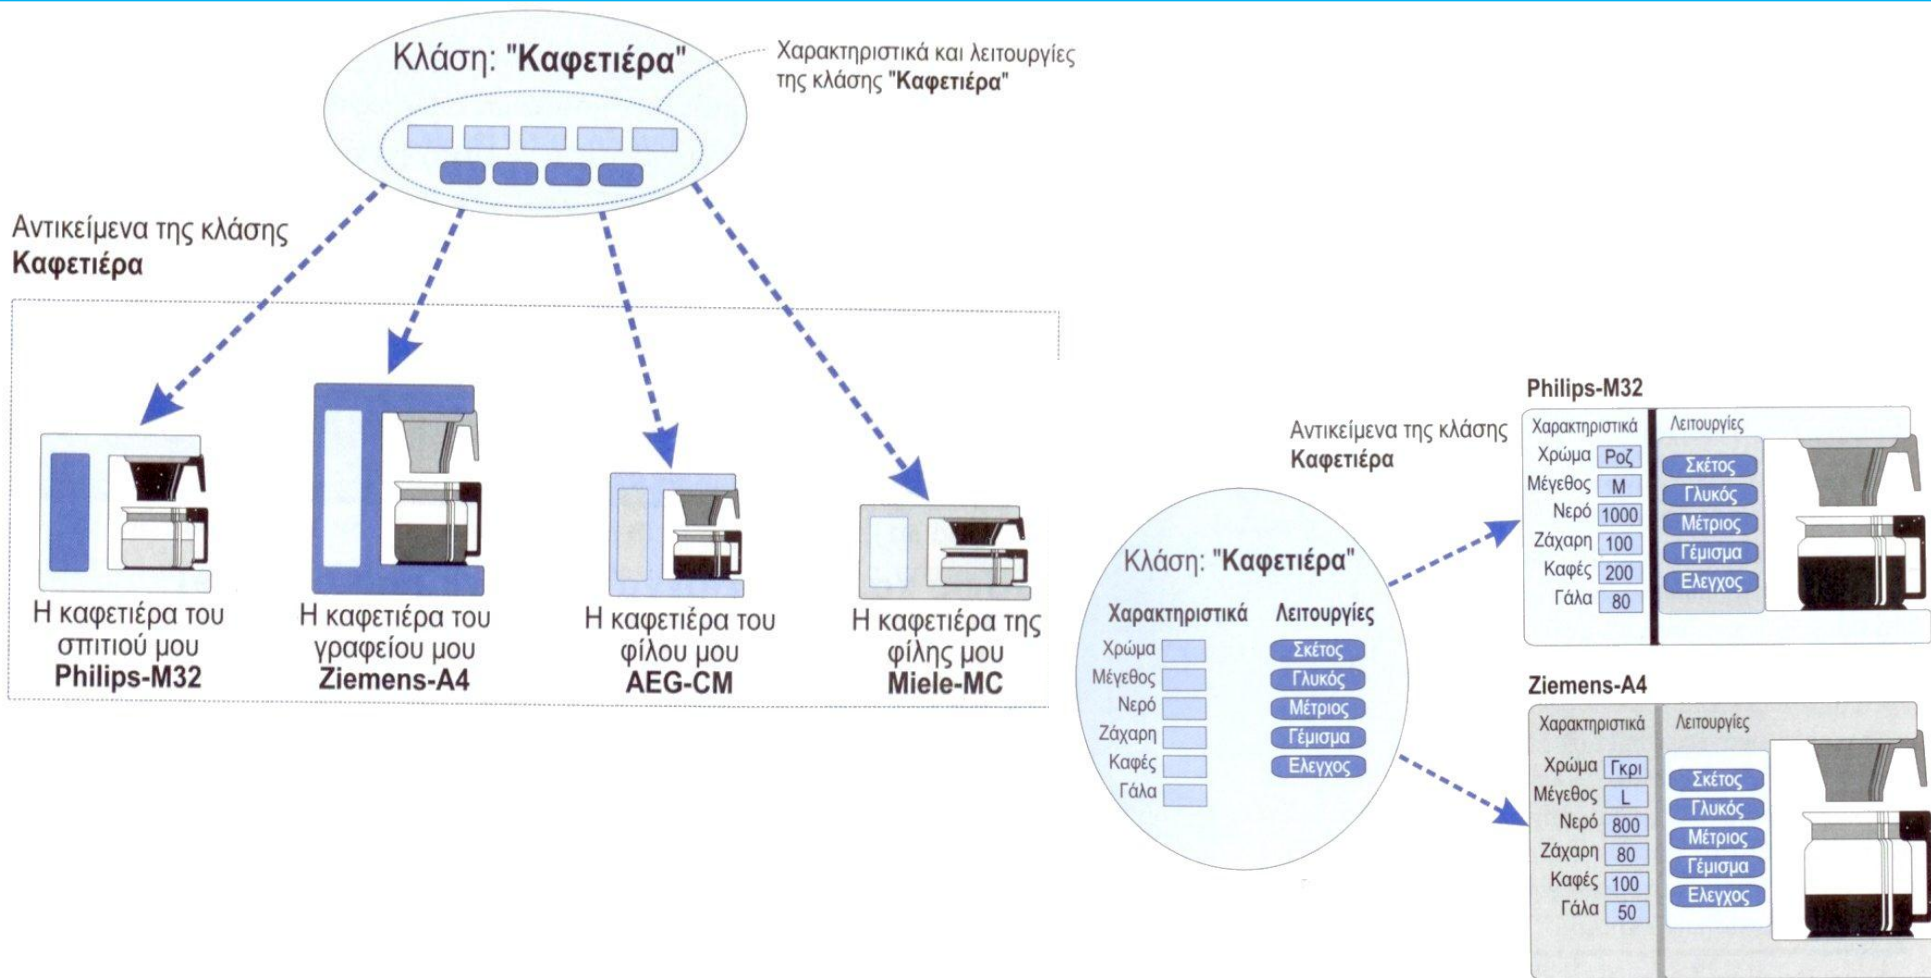 Κλάση: "Καφετιέρα"
Χαρακτηριστικά και λειτουργίες
της κλάσης "Καφετιέρα"
Αντικείμενα της κλάσης
Καφετιέρα
Η καφετιέρα του
σπιτιού μου
Philips-M32
Η καφετιέρα του
γραφείου μου
Ziemens-A4
Η καφετιέρα του
φίλου μου
AEG-CM
Η καφετιέρα της
φίλης μου
Miele-MC
Κλάση: "Καφετιέρα"
Χαρακτηριστικά Λειτουργίες
Χρώμα Σκέτος
Μέγεθος Γλυκός
Νερό Μέτριος
Ζάχαρη Γέμισμα
Καφές Ελεγχος
Γάλα
Αντικείμενα της κλάσης
Καφετιέρα
Philips-M32
Χαρακτηριστικά Λειτουργίες
Χρώμα Ροζ Σκέτος
Μέγεθος M Γλυκός
Νερό 1000 Μέτριος
Ζάχαρη 100 Γέμισμα
Καφές 200 Ελεγχος
Γάλα 80
Ziemens-A4
Χαρακτηριστικά Λειτουργίες
Χρώμα Γκρι Σκέτος
Μέγεθος L Γλυκός
Νερό 800 Μέτριος
Ζάχαρη 80 Γέμισμα
Καφές 100 Ελεγχος
Γάλα 50